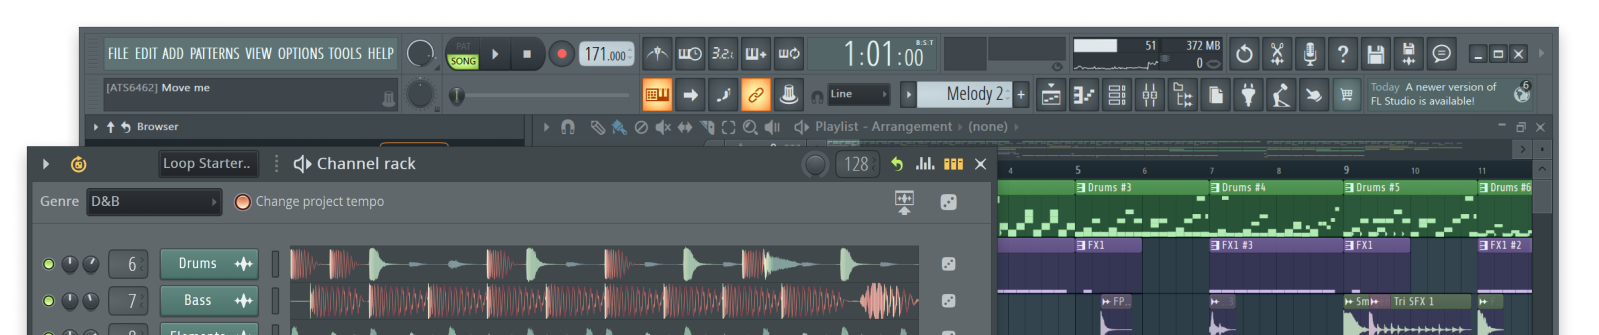 FILE EDIT ADD PATTERNS VIEW OPTIONS TOOLS HELP
PAT
SONG
171.000
3.2.1
B:S:T
1:01:00
51
372 MB
0
[ATS6462] Move me
Line
Melody 2
Today A newer version of
FL Studio is available!
6
Browser
Playlist - Arrangement (none)
Loop Starter..
Channel rack
128
4 5 6 7 8 9 10 11
Genre D&B
Change project tempo
Drums #3
Drums #4
Drums #5
Drums #6
FX1
FX1 #3
FX1
FX1 #2
6 Drums
7 Bass
FP..
Tri SFX 1